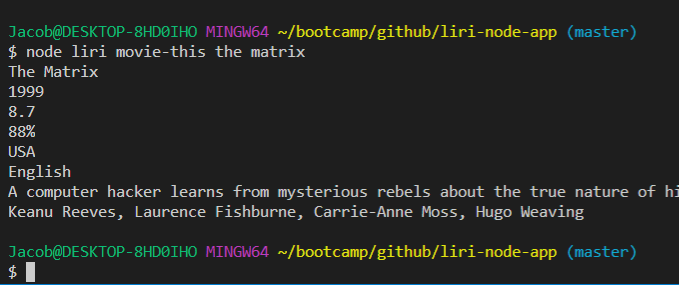 Jacob@DESKTOP-8HD0IHO MINGW64 ~/bootcamp/github/liri-node-app (master)
$ node liri movie-this the matrix
The Matrix
1999
8.7
88%
USA
English
A computer hacker learns from mysterious rebels about the true nature of hi
Keanu Reeves, Laurence Fishburne, Carrie-Anne Moss, Hugo Weaving
Jacob@DESKTOP-8HD0IHO MINGW64 ~/bootcamp/github/liri-node-app (master)
$